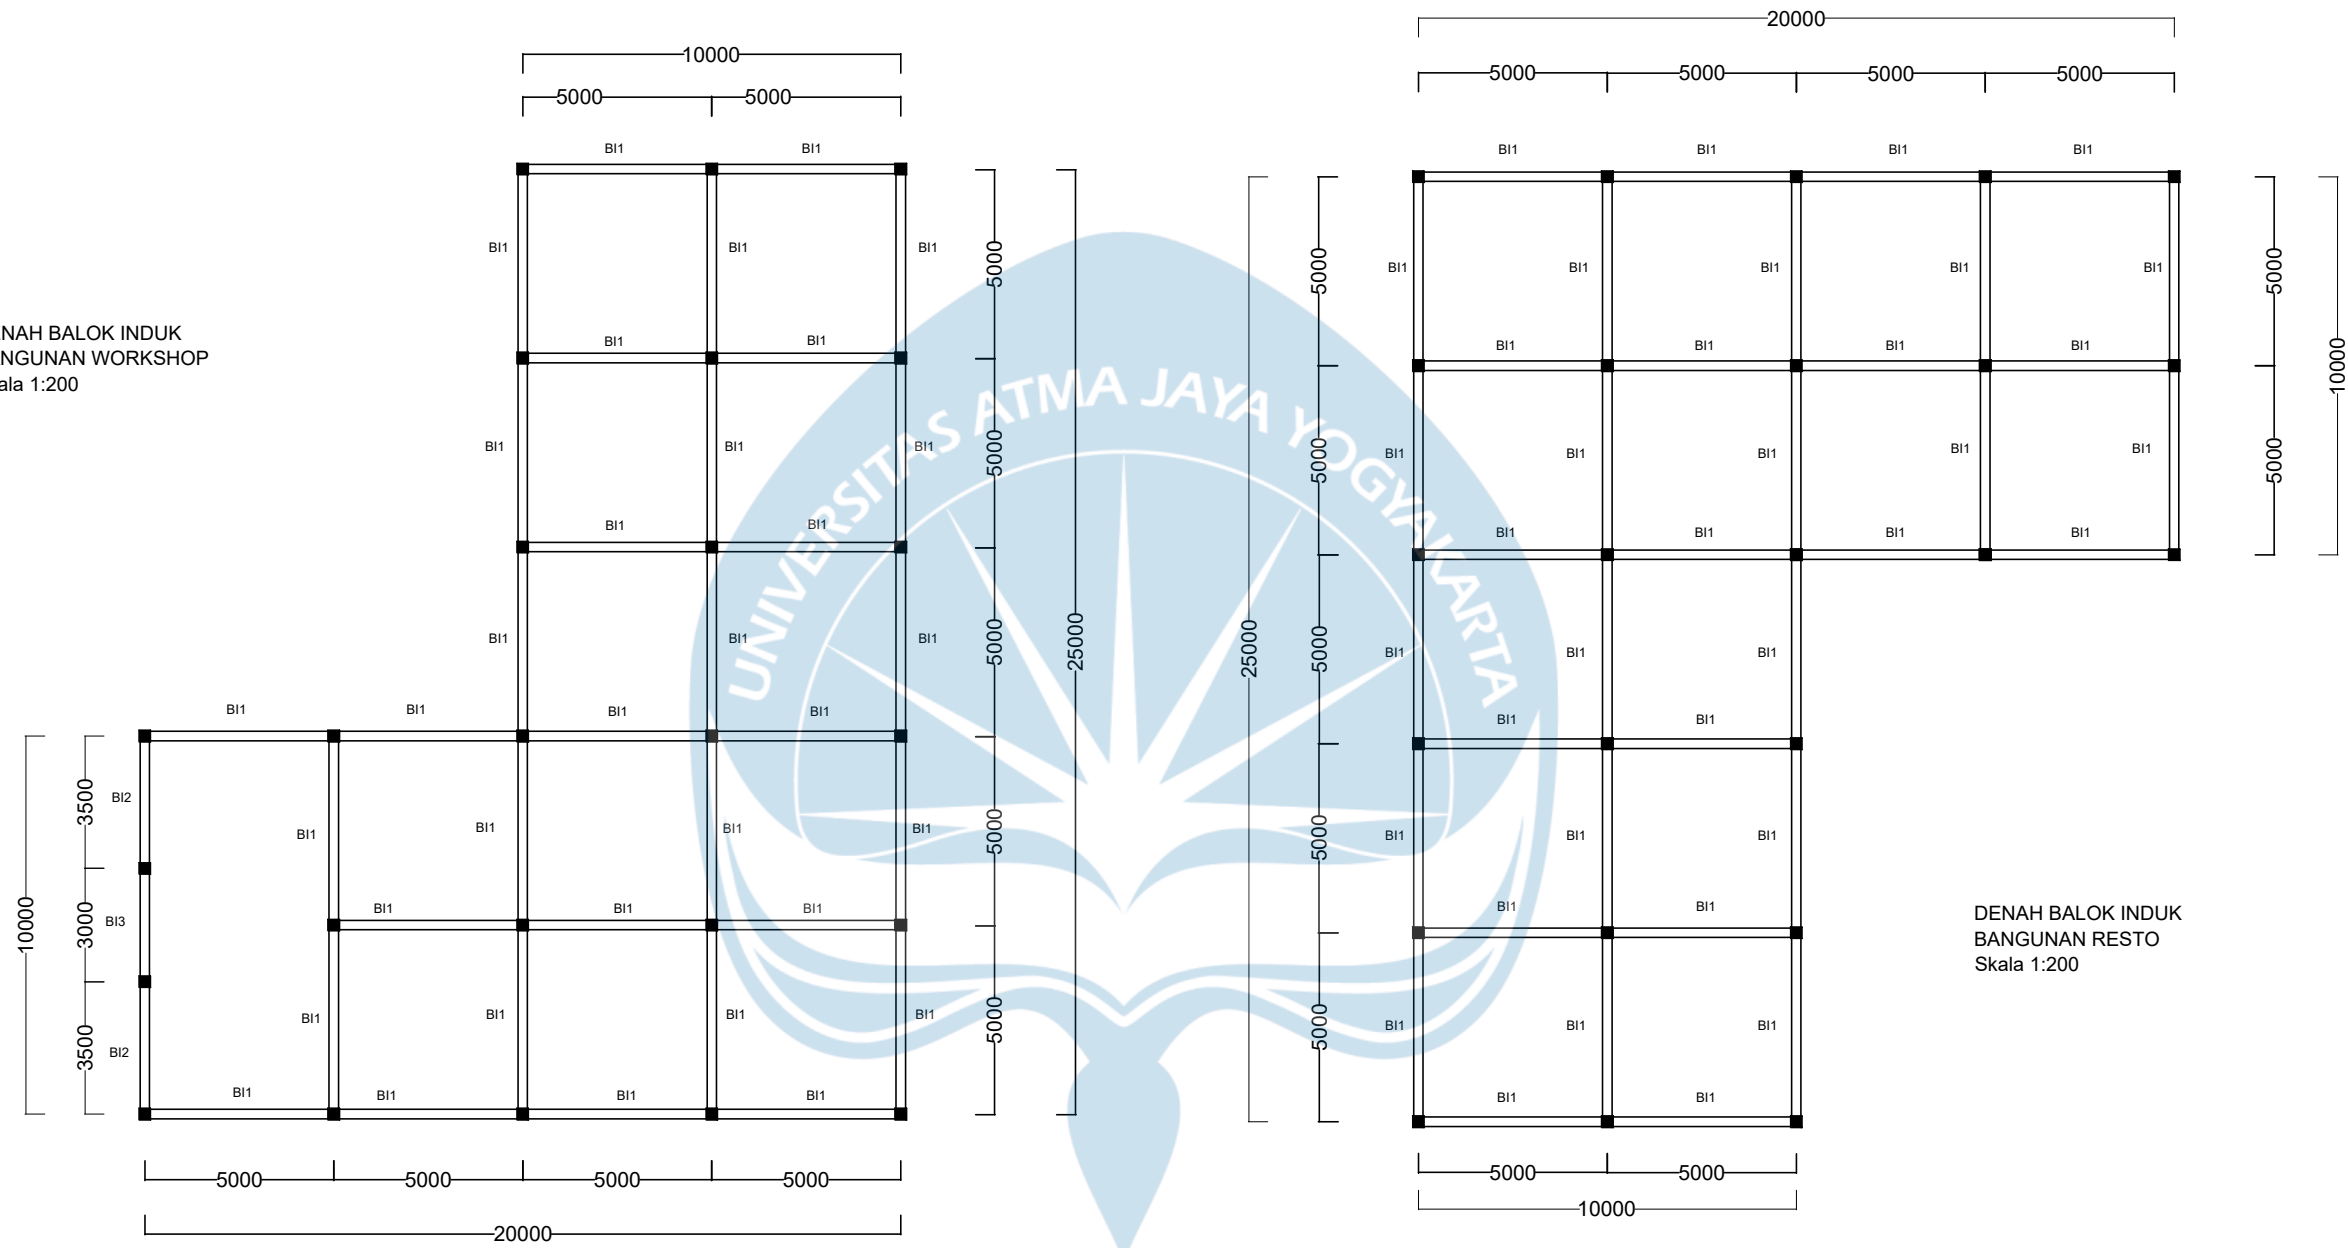 20000
10000
5000 5000 5000 5000
5000 5000
BI1 BI1
BI1 BI1 BI1 BI1
BI1 BI1 BI1
5000
5000
BI1 BI1 BI1 BI1 BI1
5000
10000
ENAH BALOK INDUK
ANGUNAN WORKSHOP
ala 1:200
BI1 BI1
BI1 BI1 BI1 BI1
BI1 BI1 BI1
5000
5000
BI1 BI1 BI1 BI1 BI1
5000
UNIVERSITAS ATMA JAYA YOGYAKARTA
BI1 BI1
BI1 BI1 BI1 BI1
BI1 BI1 BI1
5000
25000
25000
5000
BI1 BI1 BI1
BI1 BI1 BI1 BI1
BI1 BI1
10000
3500
BI2
BI1 BI1 BI1 BI1
5000
5000
BI1 BI1 BI1
3000
BI3
BI1 BI1 BI1
BI1 BI1
DENAH BALOK INDUK
BANGUNAN RESTO
Skala 1:200
3500
BI2
BI1 BI1 BI1 BI1
5000
5000
BI1 BI1 BI1
BI1 BI1 BI1 BI1
BI1 BI1
5000 5000 5000 5000
5000 5000
20000
10000